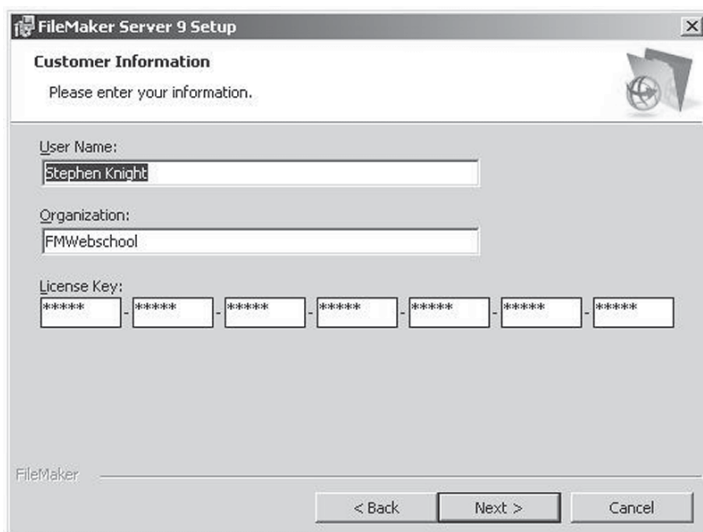 FileMaker Server 9 Setup
Customer Information
Please enter your information.
User Name:
Stephen Knight
Organization:
FMWebschool
License Key:
***** - ***** - ***** - ***** - ***** - ***** - *****
FileMaker
< Back Next > Cancel